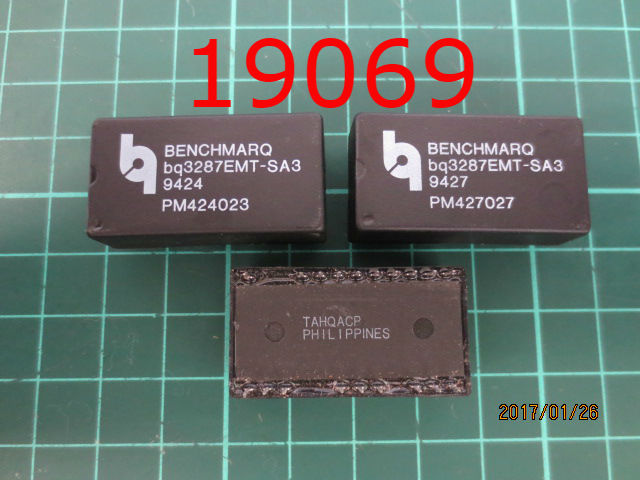 19069
BENCHMARQ
bq3287EMT-SA3
9424
PM424023
BENCHMARQ
bq3287EMT-SA3
9427
PM427027
TAHQACP
PHILIPPINES
2017/01/26